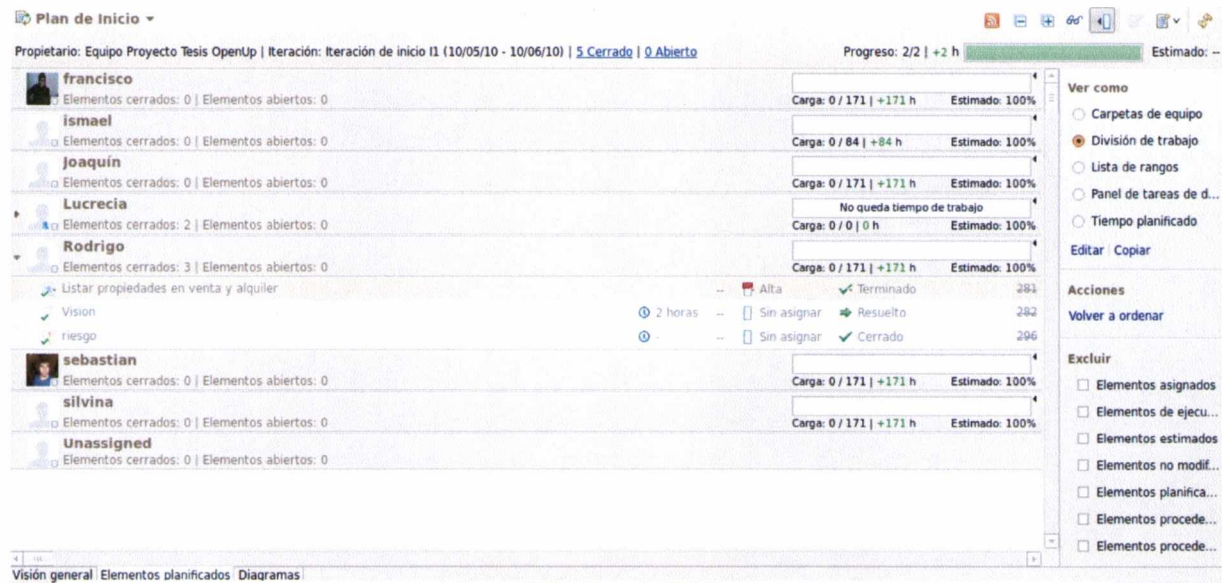 Plan de Inicio
Propietario: Equipo Proyecto Tesis OpenUp | Iteración: Iteración de inicio I1 (10/05/10 - 10/06/10) | 5 Cerrado | 0 Abierto Progreso: 2/2 | +2 h Estimado: --
francisco
Elementos cerrados: 0 | Elementos abiertos: 0 Carga: 0 / 171 | +171 h Estimado: 100%
ismael
Elementos cerrados: 0 | Elementos abiertos: 0 Carga: 0 / 84 | +84 h Estimado: 100%
Joaquín
Elementos cerrados: 0 | Elementos abiertos: 0 Carga: 0 / 171 | +171 h Estimado: 100%
Lucrecia No queda tiempo de trabajo
Elementos cerrados: 2 | Elementos abiertos: 0 Carga: 0 / 0 | 0 h
Rodrigo
Elementos cerrados: 3 | Elementos abiertos: 0 Carga: 0 / 171 | +171 h Estimado: 100%
Listar propiedades en venta y alquiler -- Alta Terminado 281
Vision 2 horas -- Sin asignar Resuelto 282
riesgo - -- Sin asignar Cerrado 296
sebastian
Elementos cerrados: 0 | Elementos abiertos: 0 Carga: 0 / 171 | +171 h Estimado: 100%
silvina
Elementos cerrados: 0 | Elementos abiertos: 0 Carga: 0 / 171 | +171 h Estimado: 100%
Unassigned
Elementos cerrados: 0 | Elementos abiertos: 0
Ver como
Carpetas de equipo
División de trabajo
Lista de rangos
Panel de tareas de d...
Tiempo planificado
Editar | Copiar
Acciones
Volver a ordenar
Excluir
Elementos asignados
Elementos de ejecu...
Elementos estimados
Elementos no modif...
Elementos planifica...
Elementos procede...
Elementos procede...
Visión general Elementos planificados Diagramas